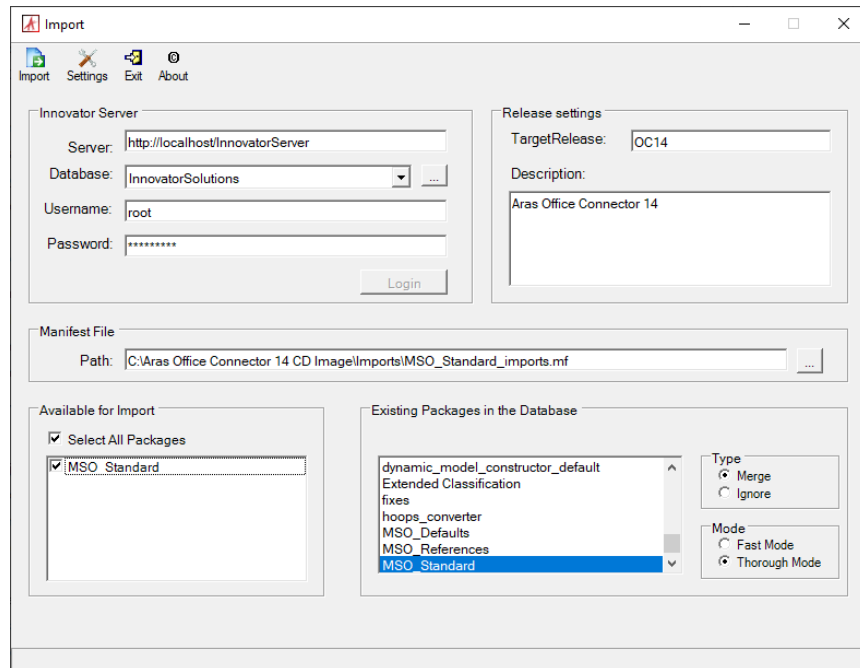 Import
Import Settings Exit About
Innovator Server
Server: http://localhost/InnovatorServer
Database: InnovatorSolutions ...
Username: root
Password: *********
Login
Release settings
TargetRelease: OC14
Description:
Aras Office Connector 14
Manifest File
Path: C:\Aras Office Connector 14 CD Image\Imports\MSO_Standard_imports.mf ...
Available for Import
Select All Packages
MSO_Standard
Existing Packages in the Database
dynamic_model_constructor_default
Extended Classification
fixes
hoops_converter
MSO_Defaults
MSO_References
MSO_Standard
Type
Merge
Ignore
Mode
Fast Mode
Thorough Mode